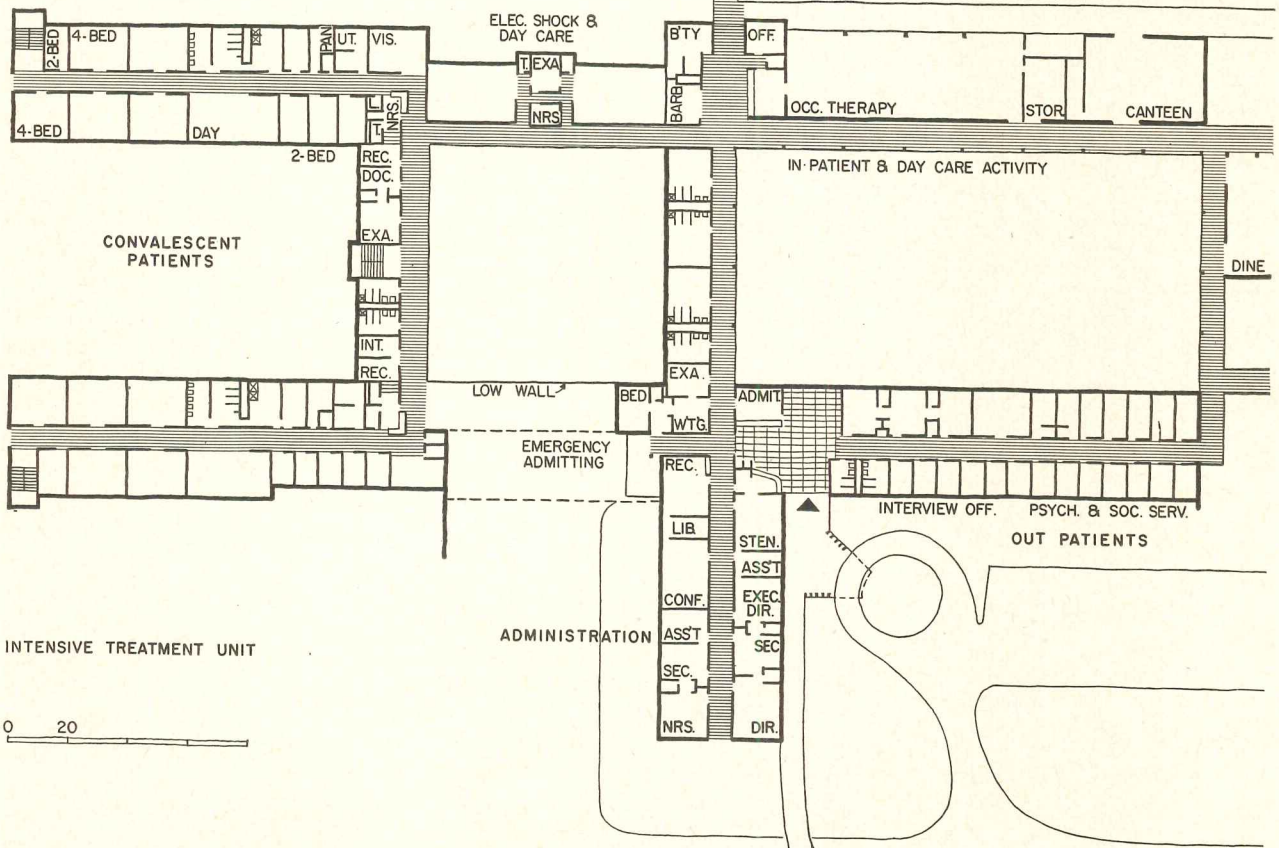 ELEC. SHOCK &
DAY CARE
2-BED
4-BED
PAN
UT.
VIS.
T.
EXA.
B'TY
OFF.
BARB.
NRS
OCC. THERAPY
STOR.
CANTEEN
4-BED
DAY
T.
NRS.
2-BED
REC.
DOC.
EXA.
IN-PATIENT & DAY CARE ACTIVITY
CONVALESCENT
PATIENTS
DINE
INT.
REC.
LOW WALL
EXA.
BED
ADMIT.
WTG.
EMERGENCY
ADMITTING
REC.
LIB.
INTERVIEW OFF.
PSYCH. & SOC. SERV.
OUT PATIENTS
STEN.
ASS'T
CONF.
EXEC.
DIR.
ADMINISTRATION
ASS'T
SEC
SEC.
NRS.
DIR.
INTENSIVE TREATMENT UNIT
0 20